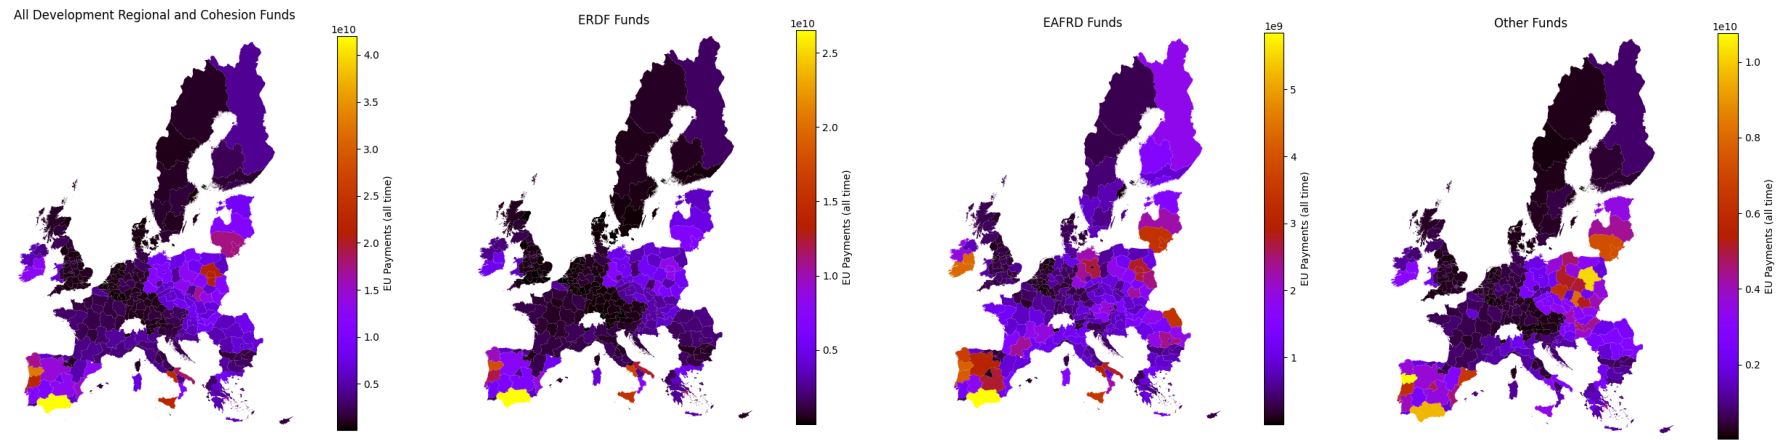 All Development Regional and Cohesion Funds
1e10
4.0
3.5
3.0
2.5
2.0
1.5
1.0
0.5
EU Payments (all time)
ERDF Funds
1e10
2.5
2.0
1.5
1.0
0.5
EU Payments (all time)
EAFRD Funds
1e9
5
4
3
2
1
EU Payments (all time)
Other Funds
1e10
1.0
0.8
0.6
0.4
0.2
EU Payments (all time)